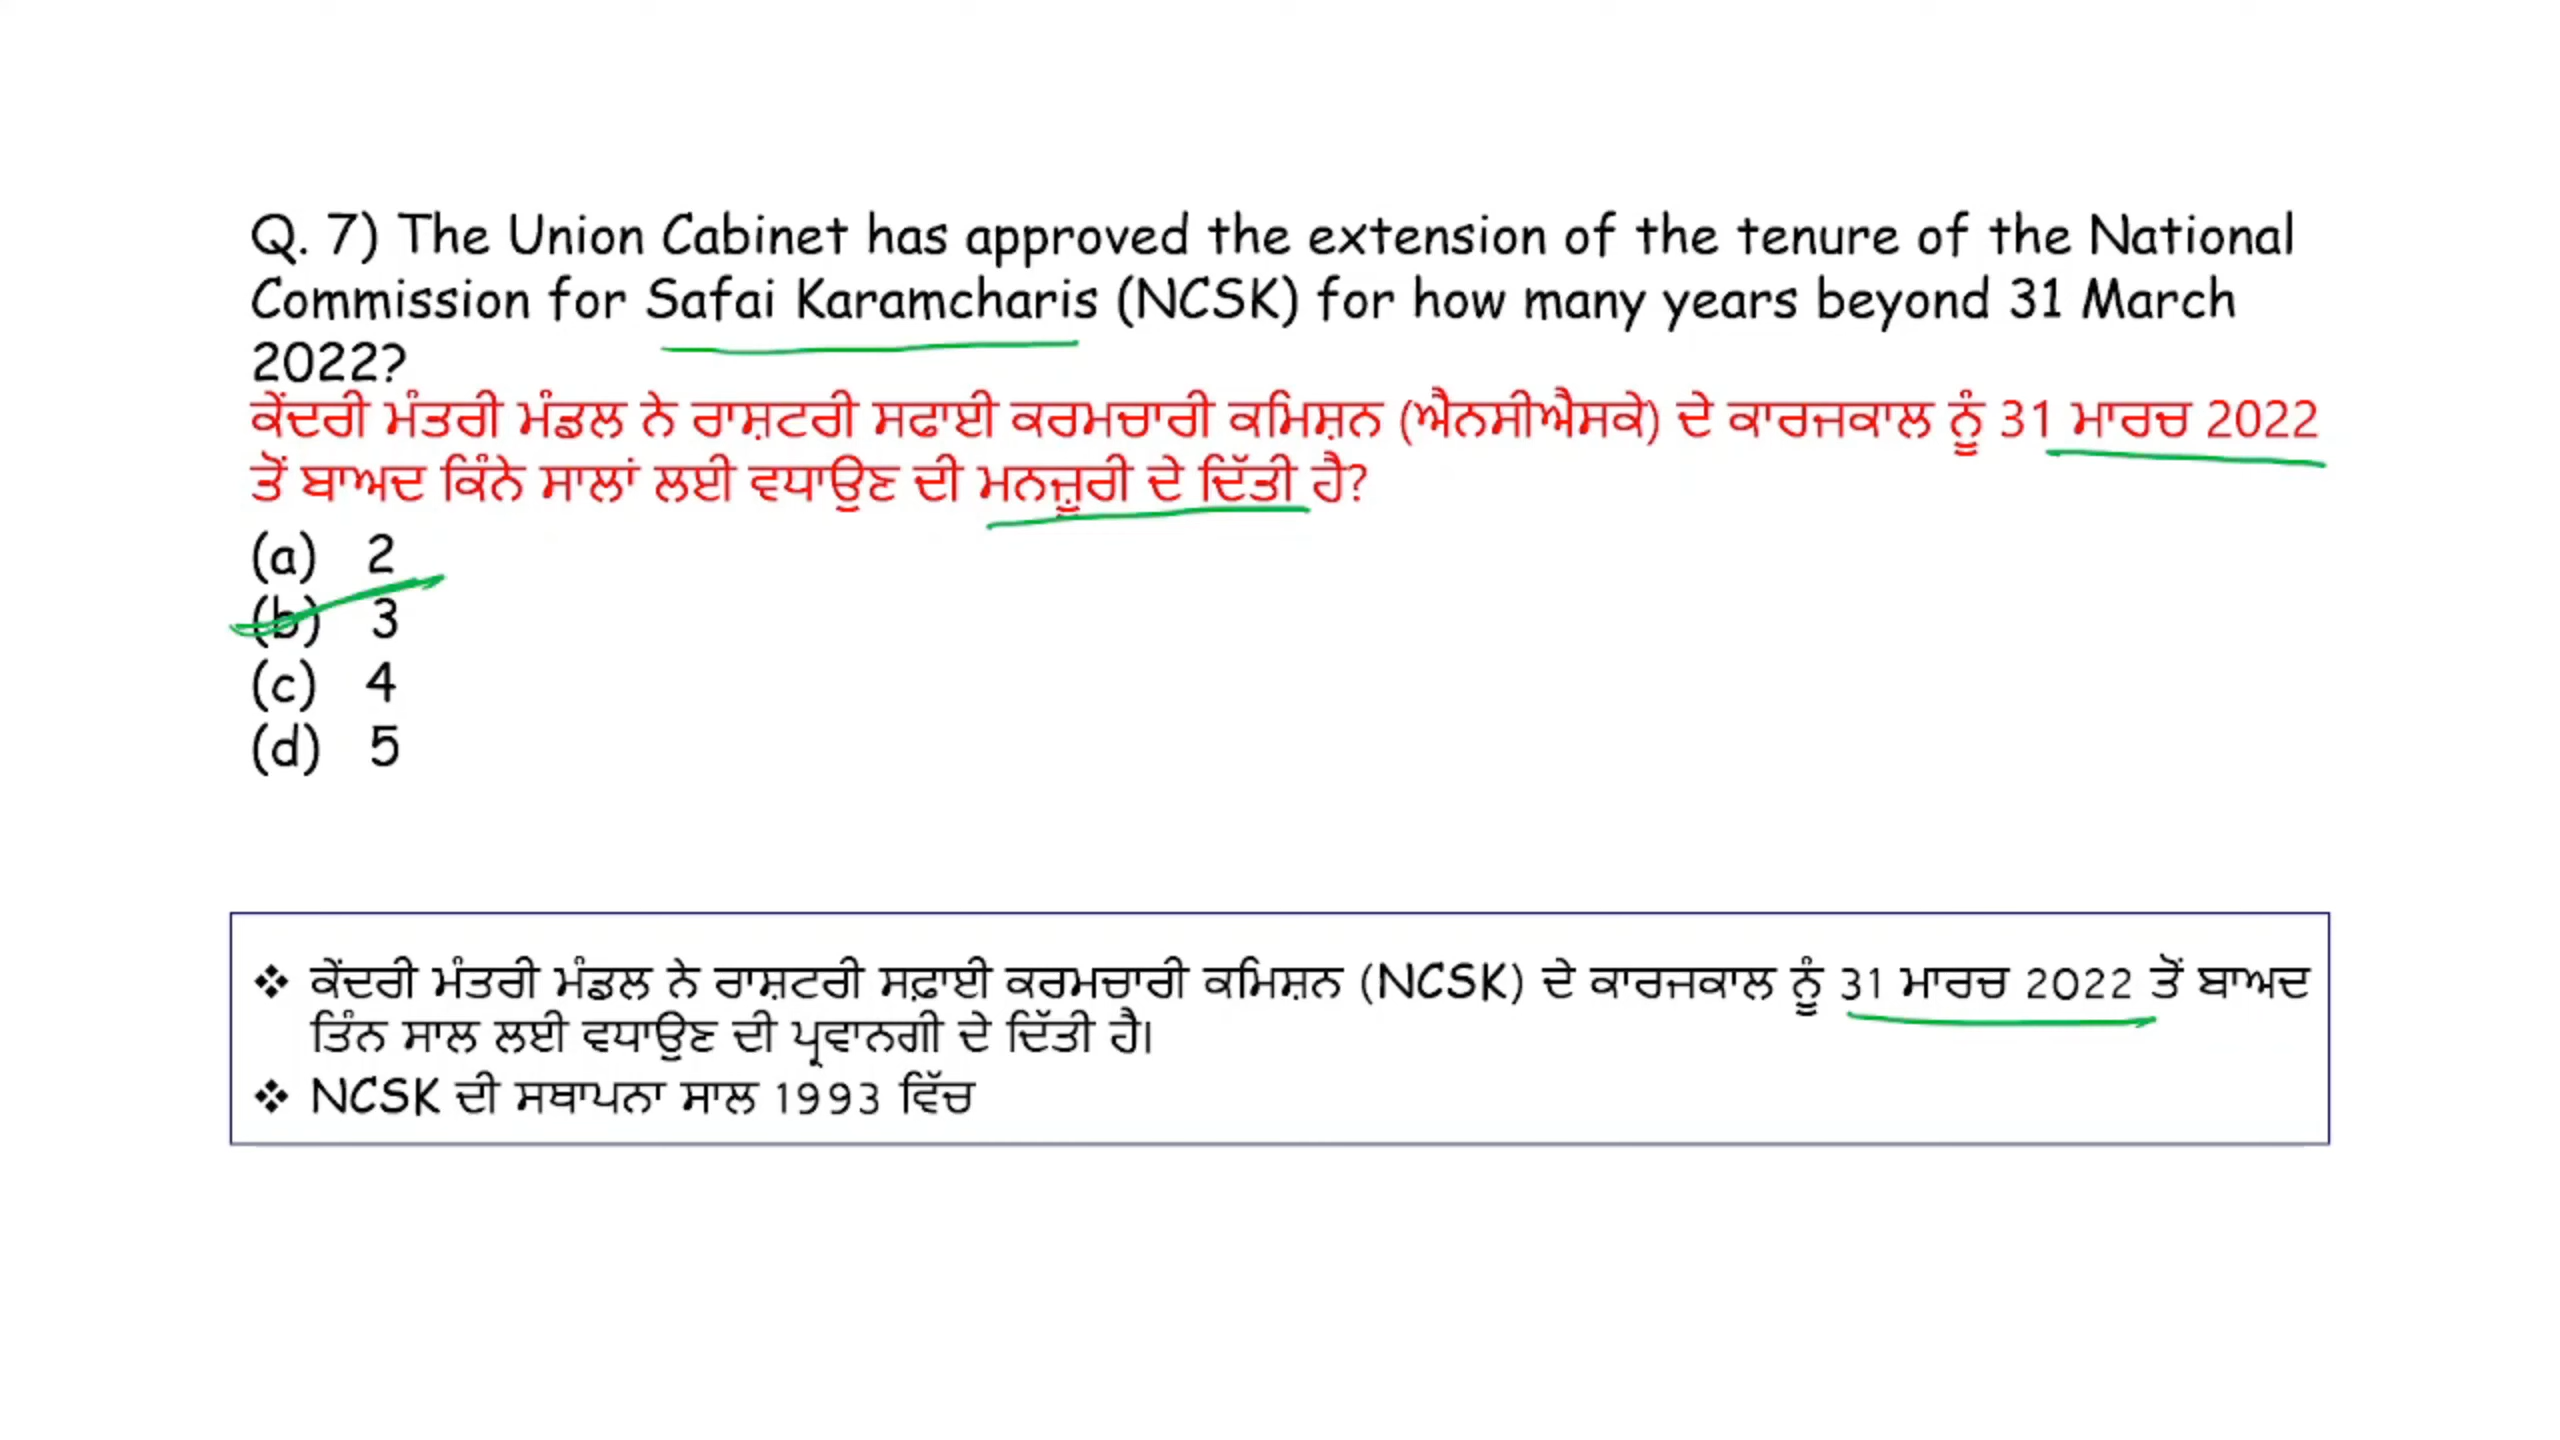 Q. 7) The Union Cabinet has approved the extension of the tenure of the National
Commission for Safai Karamcharis (NCSK) for how many years beyond 31 March
2022?
ਕੇਂਦਰੀ ਮੰਤਰੀ ਮੰਡਲ ਨੇ ਰਾਸ਼ਟਰੀ ਸਫਾਈ ਕਰਮਚਾਰੀ ਕਮਿਸ਼ਨ (ਐਨਸੀਐਸਕੇ) ਦੇ ਕਾਰਜਕਾਲ ਨੂੰ 31 ਮਾਰਚ 2022
ਤੋਂ ਬਾਅਦ ਕਿੰਨੇ ਸਾਲਾਂ ਲਈ ਵਧਾਉਣ ਦੀ ਮਨਜ਼ੂਰੀ ਦੇ ਦਿੱਤੀ ਹੈ?
(a) 2
(b) 3
(c) 4
(d) 5
❖ ਕੇਂਦਰੀ ਮੰਤਰੀ ਮੰਡਲ ਨੇ ਰਾਸ਼ਟਰੀ ਸਫ਼ਾਈ ਕਰਮਚਾਰੀ ਕਮਿਸ਼ਨ (NCSK) ਦੇ ਕਾਰਜਕਾਲ ਨੂੰ 31 ਮਾਰਚ 2022 ਤੋਂ ਬਾਅਦ
ਤਿੰਨ ਸਾਲ ਲਈ ਵਧਾਉਣ ਦੀ ਪ੍ਰਵਾਨਗੀ ਦੇ ਦਿੱਤੀ ਹੈ।
❖ NCSK ਦੀ ਸਥਾਪਨਾ ਸਾਲ 1993 ਵਿੱਚ